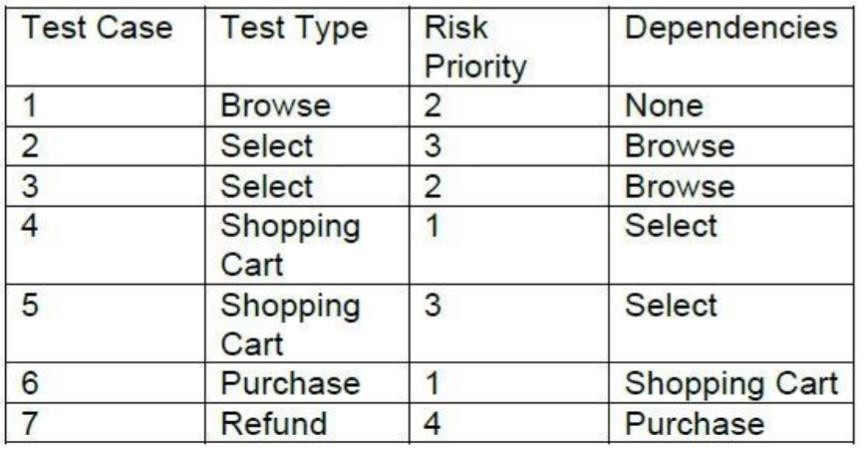 Test Case Test Type Risk Priority Dependencies
1 Browse 2 None
2 Select 3 Browse
3 Select 2 Browse
4 Shopping Cart 1 Select
5 Shopping Cart 3 Select
6 Purchase 1 Shopping Cart
7 Refund 4 Purchase